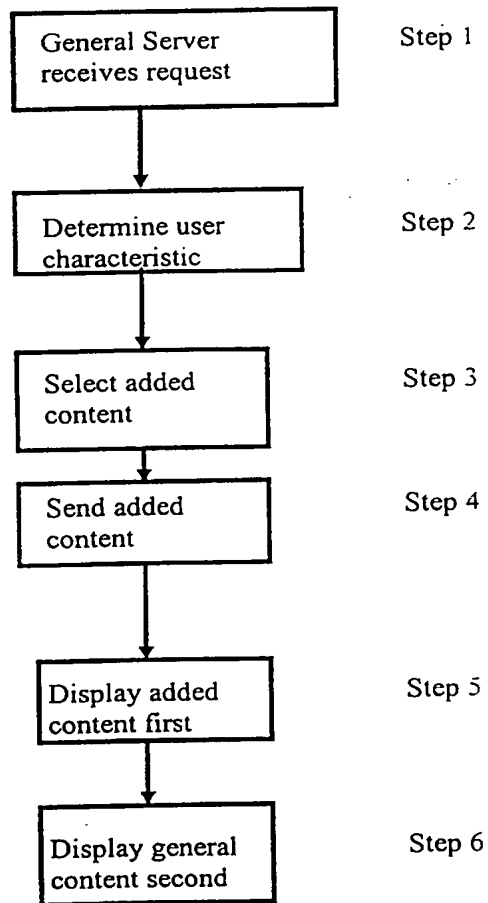 General Server
receives request
Step 1
Determine user
characteristic
Step 2
Select added
content
Step 3
Send added
content
Step 4
Display added
content first
Step 5
Display general
content second
Step 6